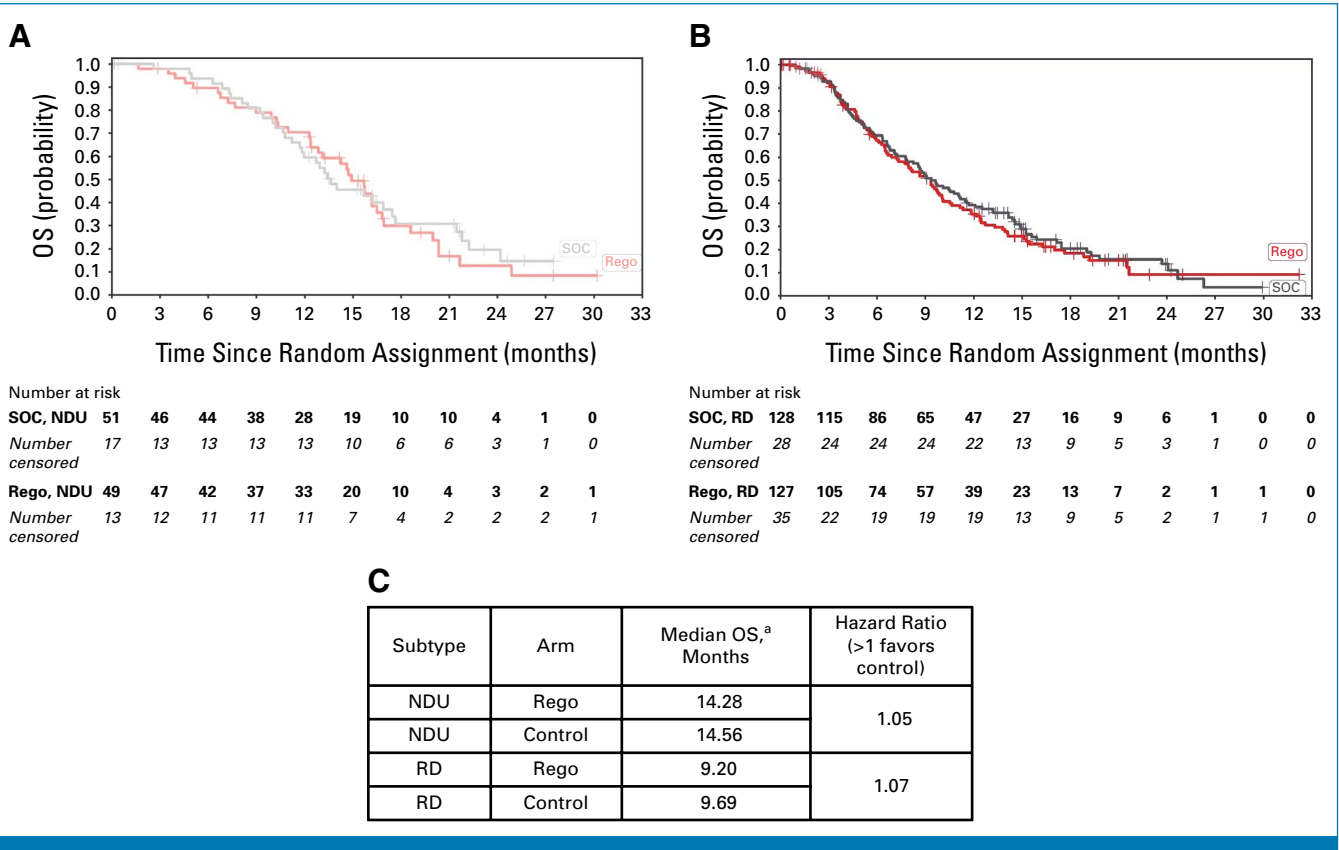 A
1.0
0.9
0.8
0.7
0.6
0.5
0.4
0.3
0.2
0.1
0.0
OS (probability)
SOC
Rego
0 3 6 9 12 15 18 21 24 27 30 33
Time Since Random Assignment (months)
Number at risk
SOC, NDU 51 46 44 38 28 19 10 10 4 1 0
Number censored 17 13 13 13 13 10 6 6 3 1 0
Rego, NDU 49 47 42 37 33 20 10 4 3 2 1
Number censored 13 12 11 11 11 7 4 2 2 2 1
B
1.0
0.9
0.8
0.7
0.6
0.5
0.4
0.3
0.2
0.1
0.0
OS (probability)
Rego
SOC
0 3 6 9 12 15 18 21 24 27 30 33
Time Since Random Assignment (months)
Number at risk
SOC, RD 128 115 86 65 47 27 16 9 6 1 0 0
Number censored 28 24 24 24 22 13 9 5 3 1 0 0
Rego, RD 127 105 74 57 39 23 13 7 2 1 1 0
Number censored 35 22 19 19 19 13 9 5 2 1 1 0
C
Subtype Arm Median OS,a Months Hazard Ratio (>1 favors control)
NDU Rego 14.28 1.05
NDU Control 14.56
RD Rego 9.20 1.07
RD Control 9.69